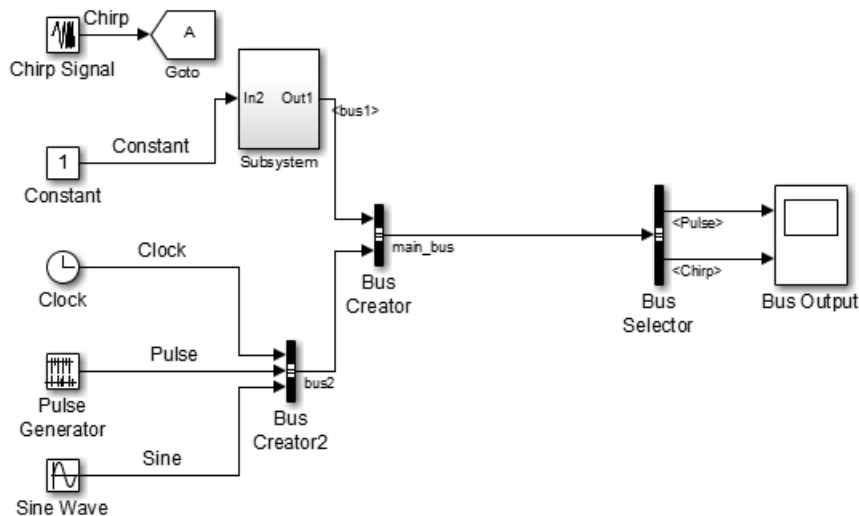 Chirp
A
Chirp Signal
Goto
In2
Out1
<bus1>
Subsystem
Constant
1
Constant
Clock
Clock
Pulse
Pulse
Generator
Sine
Sine Wave
bus2
Bus
Creator2
main_bus
Bus
Creator
<Pulse>
<Chirp>
Bus
Selector
Bus Output